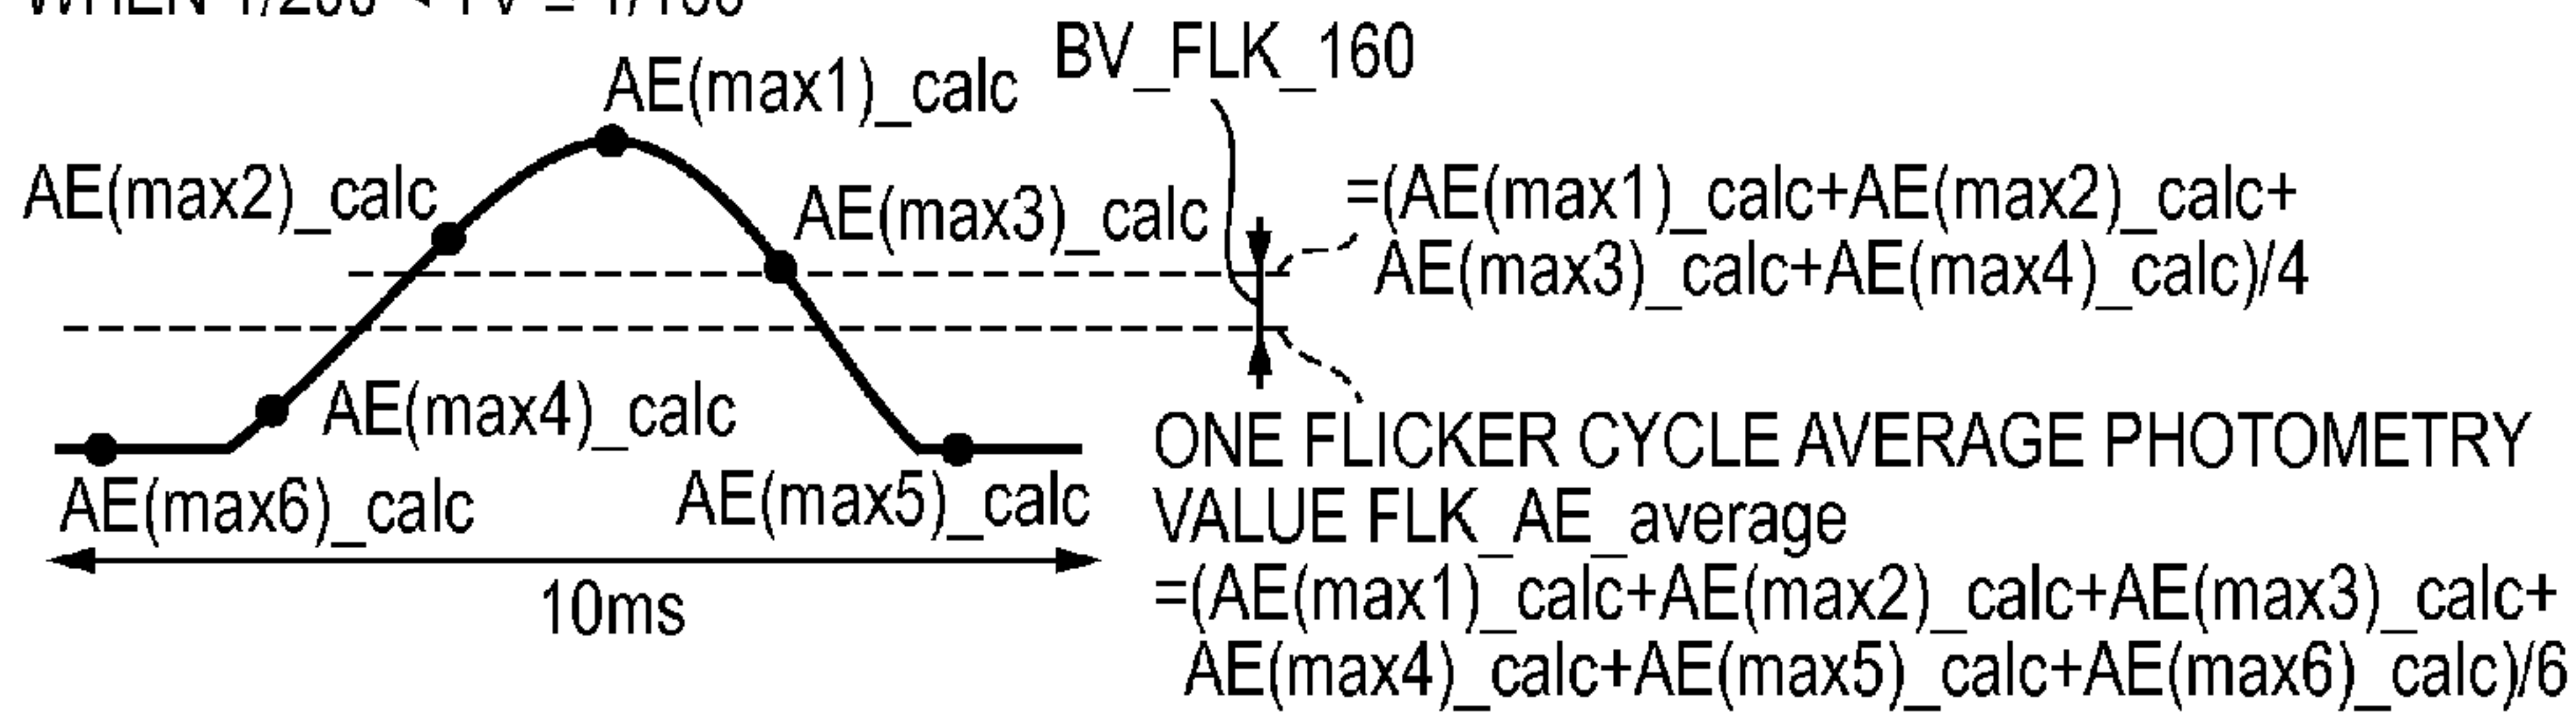 BV_FLK_160
AE(max1)_calc
AE(max2)_calc
AE(max3)_calc
=(AE(max1)_calc+AE(max2)_calc+
AE(max3)_calc+AE(max4)_calc)/4
AE(max4)_calc
AE(max6)_calc
AE(max5)_calc
10ms
ONE FLICKER CYCLE AVERAGE PHOTOMETRY
VALUE FLK_AE_average
=(AE(max1)_calc+AE(max2)_calc+AE(max3)_calc+
AE(max4)_calc+AE(max5)_calc+AE(max6)_calc)/6